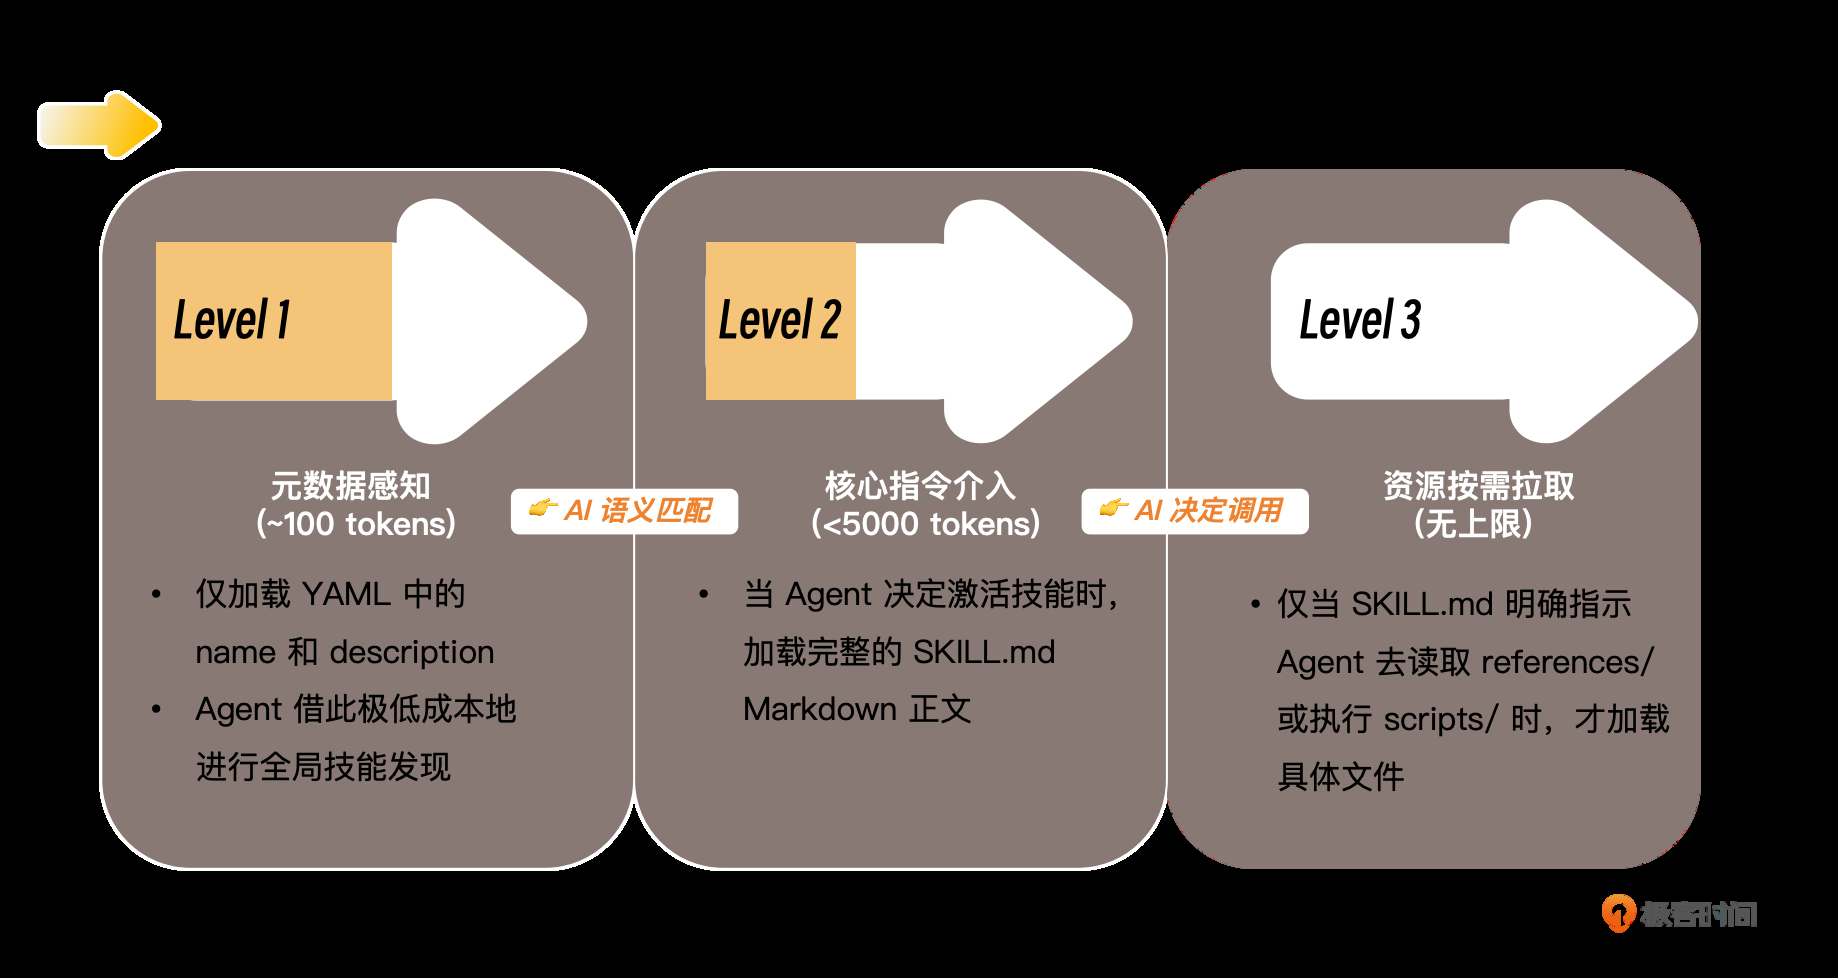 Level 1
元数据感知
(~100 tokens)
• 仅加载 YAML 中的
name 和 description
• Agent 借此极低成本地
进行全局技能发现
👉 AI 语义匹配
Level 2
核心指令介入
(<5000 tokens)
• 当 Agent 决定激活技能时，
加载完整的 SKILL.md
Markdown 正文
👉 AI 决定调用
Level 3
资源按需拉取
(无上限)
• 仅当 SKILL.md 明确指示
Agent 去读取 references/
或执行 scripts/ 时，才加载
具体文件
极客时间